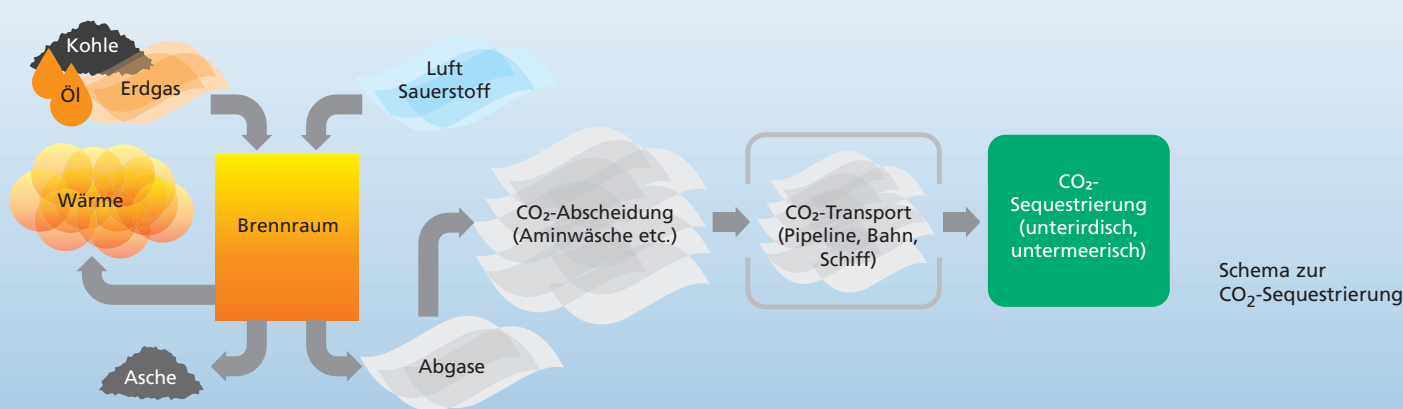 Kohle
Öl
Erdgas
Luft
Sauerstoff
Wärme
Brennraum
CO₂-Abscheidung
(Aminwäsche etc.)
CO₂-Transport
(Pipeline, Bahn,
Schiff)
CO₂-
Sequestrierung
(unterirdisch,
untermeerisch)
Schema zur
CO₂-Sequestrierung
Asche
Abgase